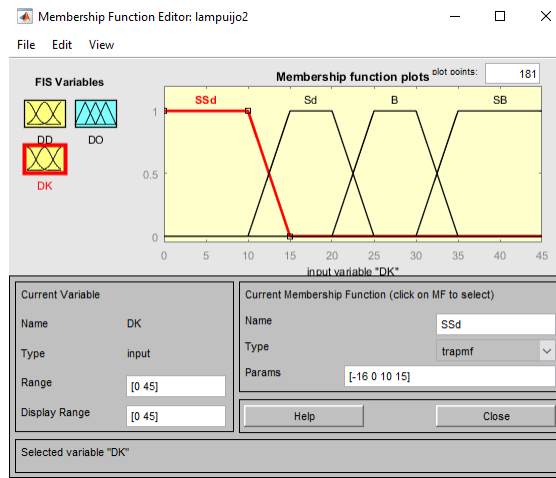 Membership Function Editor: lampuijo2
File Edit View
FIS Variables
DD
DO
DK
Membership function plots
plot points:
181
SSd
Sd
B
SB
1
0.5
0
0 5 10 15 20 25 30 35 40 45
input variable "DK"
Current Variable
Name DK
Type input
Range [0 45]
Display Range [0 45]
Current Membership Function (click on MF to select)
Name SSd
Type trapmf
Params [-16 0 10 15]
Help
Close
Selected variable "DK"